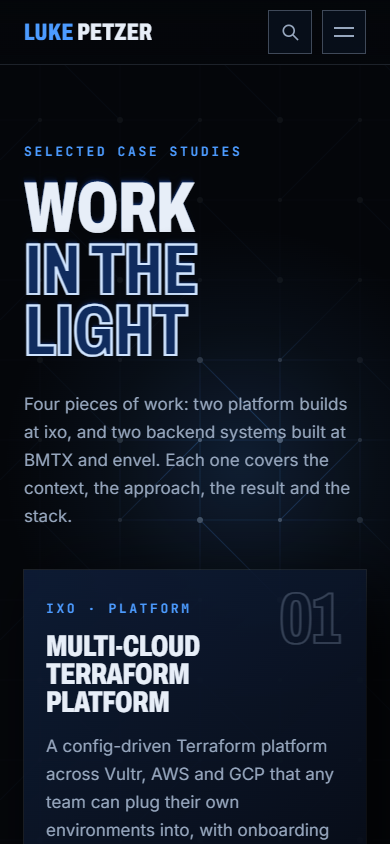 LUKE PETZER
SELECTED CASE STUDIES
WORK
IN THE
LIGHT
Four pieces of work: two platform builds
at ixo, and two backend systems built at
BMTX and envel. Each one covers the
context, the approach, the result and the
stack.
IXO · PLATFORM
01
MULTI-CLOUD
TERRAFORM
PLATFORM
A config-driven Terraform platform
across Vultr, AWS and GCP that any
team can plug their own
environments into, with onboarding